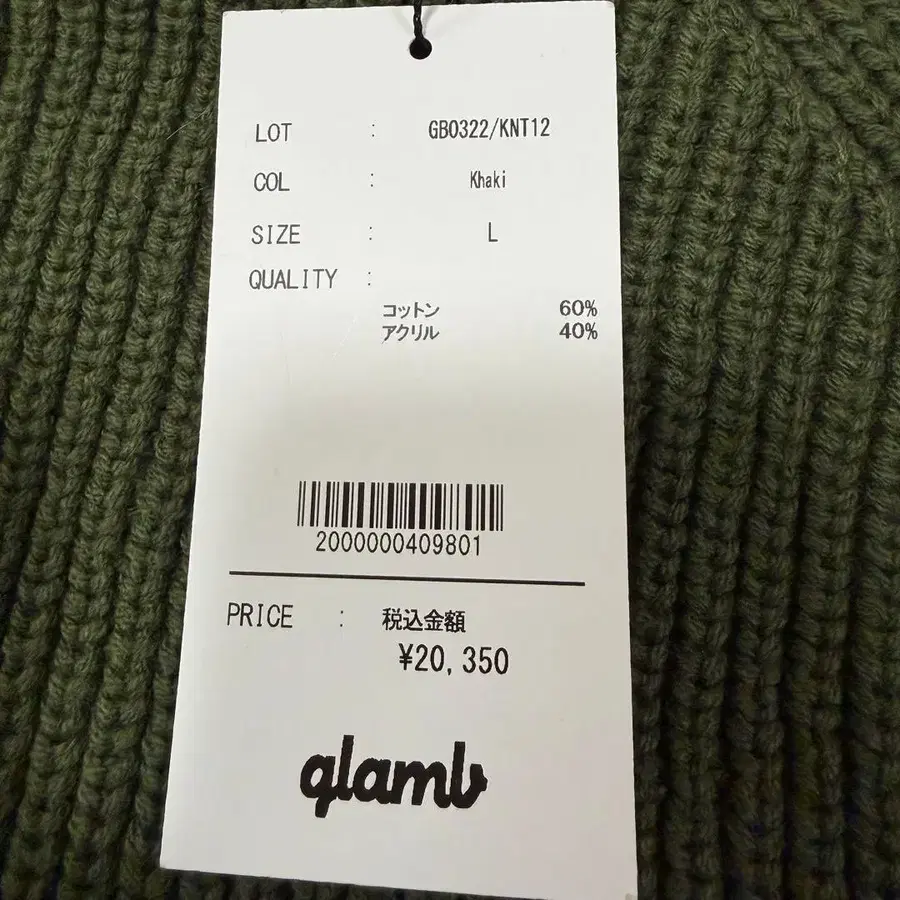 LOT : GB0322/KNT12
COL : Khaki
SIZE : L
QUALITY :
コットン 60%
アクリル 40%
2000000409801
PRICE : 税込金額
¥20,350
glamb